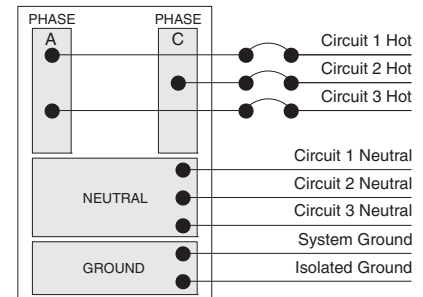 PHASE PHASE
A C
Circuit 1 Hot
Circuit 2 Hot
Circuit 3 Hot
Circuit 1 Neutral
NEUTRAL
Circuit 2 Neutral
Circuit 3 Neutral
System Ground
GROUND
Isolated Ground